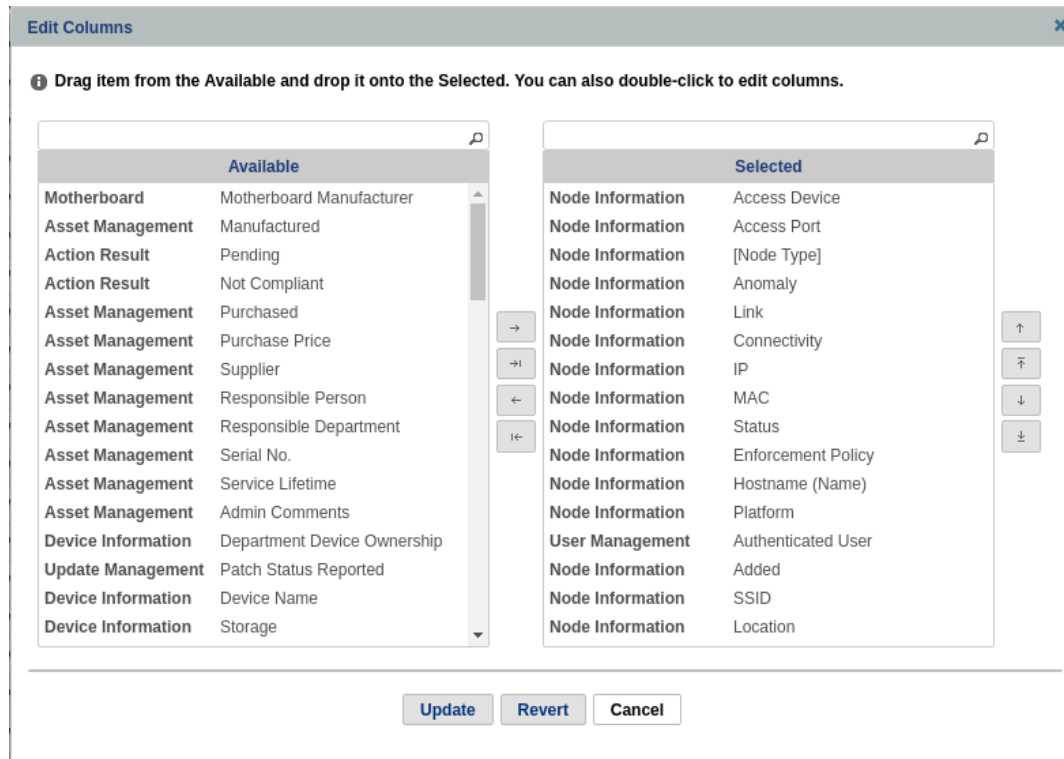 Edit Columns
Drag item from the Available and drop it onto the Selected. You can also double-click to edit columns.
Available
Motherboard Motherboard Manufacturer
Asset Management Manufactured
Action Result Pending
Action Result Not Compliant
Asset Management Purchased
Asset Management Purchase Price
Asset Management Supplier
Asset Management Responsible Person
Asset Management Responsible Department
Asset Management Serial No.
Asset Management Service Lifetime
Asset Management Admin Comments
Device Information Department Device Ownership
Update Management Patch Status Reported
Device Information Device Name
Device Information Storage
Selected
Node Information Access Device
Node Information Access Port
Node Information [Node Type]
Node Information Anomaly
Node Information Link
Node Information Connectivity
Node Information IP
Node Information MAC
Node Information Status
Node Information Enforcement Policy
Node Information Hostname (Name)
Node Information Platform
User Management Authenticated User
Node Information Added
Node Information SSID
Node Information Location
Update Revert Cancel